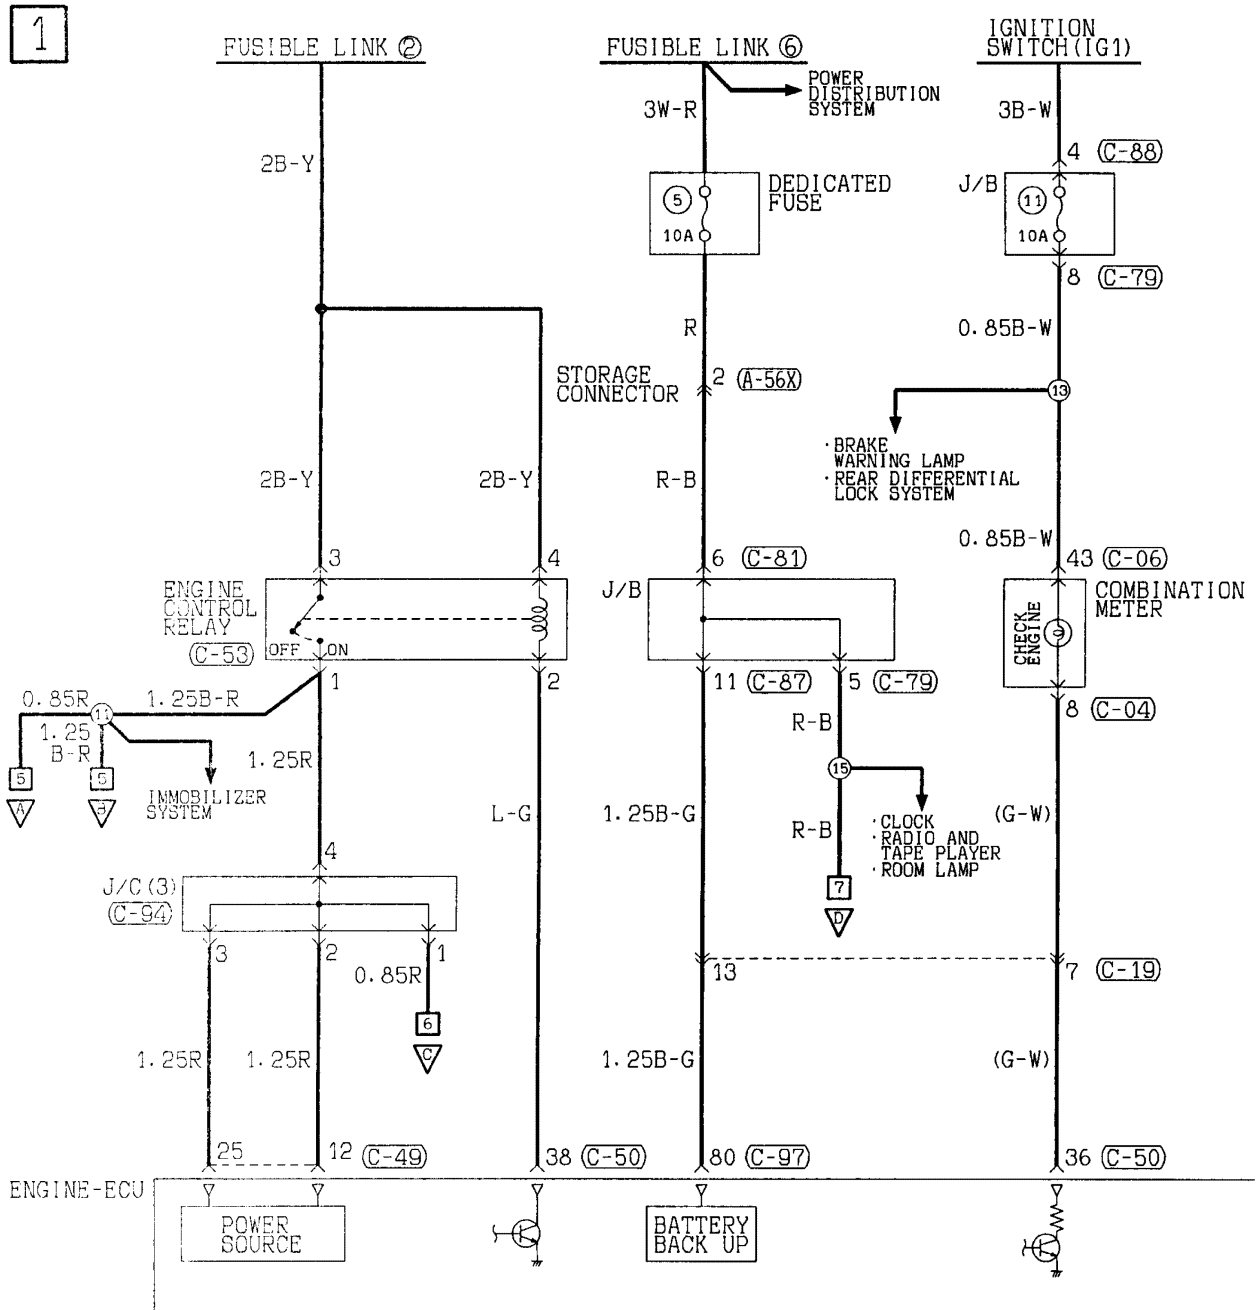 1
FUSIBLE LINK ②
FUSIBLE LINK ⑥
IGNITION
SWITCH(IG1)
POWER
DISTRIBUTION
SYSTEM
3W-R
3B-W
2B-Y
4 C-88
DEDICATED
FUSE
5
10A
J/B
11
10A
8 C-79
R
0.85B-W
STORAGE
CONNECTOR
2 A-56X
13
·BRAKE
WARNING LAMP
·REAR DIFFERENTIAL
LOCK SYSTEM
2B-Y
2B-Y
R-B
0.85B-W
3
4
6 C-81
43 C-06
ENGINE
CONTROL
RELAY
C-53
OFF
ON
J/B
CHECK
ENGINE
COMBINATION
METER
1
2
11 C-87
5 C-79
8 C-04
0.85R
11
1.25B-R
1.25
B-R
5
5
A
B
IMMOBILIZER
SYSTEM
1.25R
R-B
15
L-G
1.25B-G
R-B
·CLOCK
·RADIO AND
TAPE PLAYER
·ROOM LAMP
(G-W)
7
D
4
J/C(3)
C-94
3
2
1
0.85R
6
C
13
7 C-19
1.25R
1.25R
1.25B-G
(G-W)
25
12 C-49
38 C-50
80 C-97
36 C-50
ENGINE-ECU
POWER
SOURCE
BATTERY
BACK UP